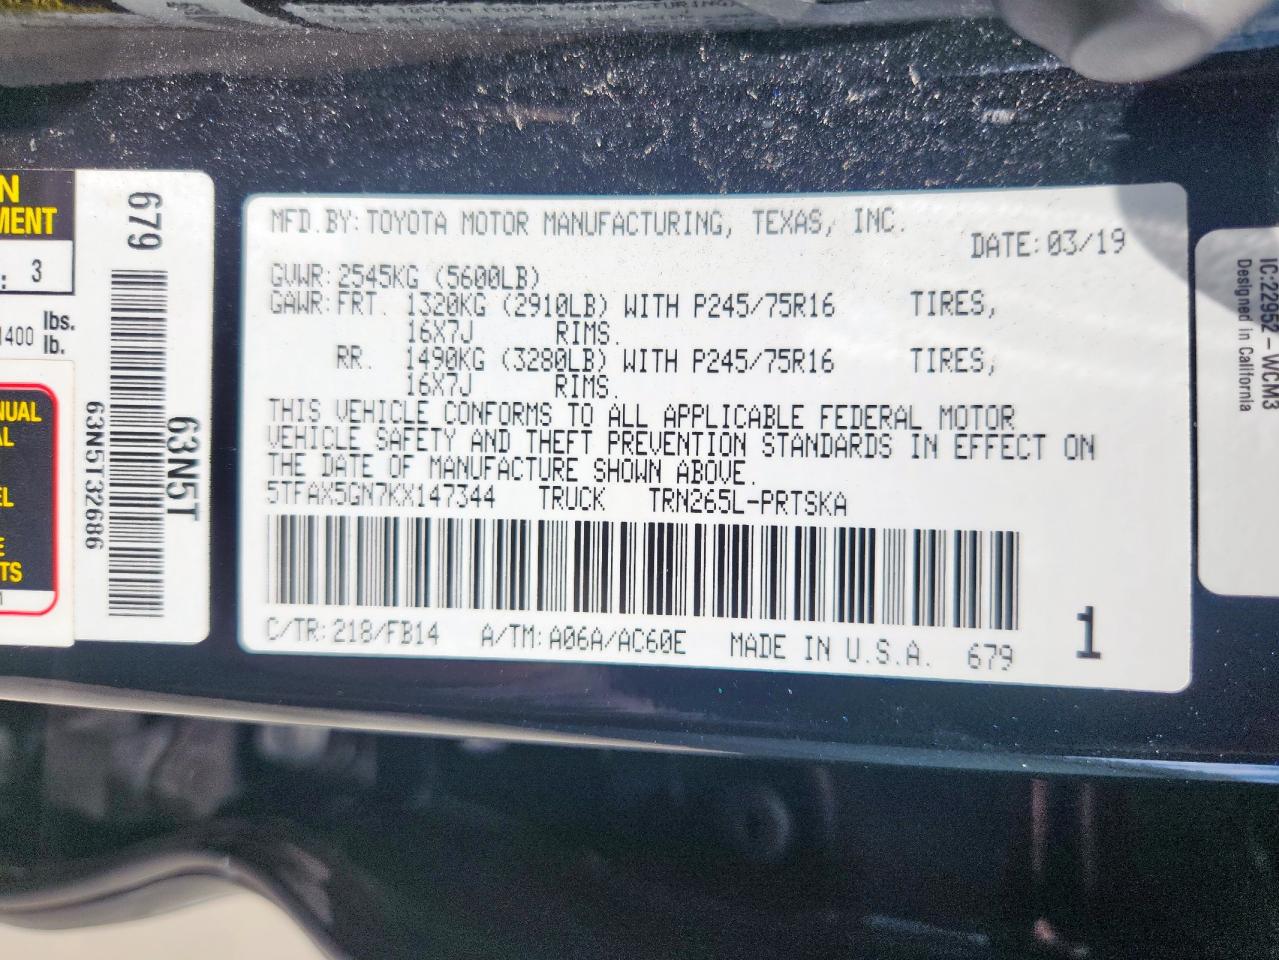 MFD.BY: TOYOTA MOTOR MANUFACTURING, TEXAS, INC.
DATE: 03/19
GVWR: 2545KG (5600LB)
GAWR: FRT. 1320KG (2910LB) WITH P245/75R16 TIRES,
16X7J RIMS.
RR. 1490KG (3280LB) WITH P245/75R16 TIRES,
16X7J RIMS.
THIS VEHICLE CONFORMS TO ALL APPLICABLE FEDERAL MOTOR
VEHICLE SAFETY AND THEFT PREVENTION STANDARDS IN EFFECT ON
THE DATE OF MANUFACTURE SHOWN ABOVE.
5TFAX5GN7KX147344 TRUCK TRN265L-PRTSKA
C/TR: 218/FB14 A/TM: A06A/AC60E MADE IN U.S.A. 679
1
679
63N5T
63N5T32686
: 3
1400 lbs.
lb.
IC:22952-WCM3
Designed in California